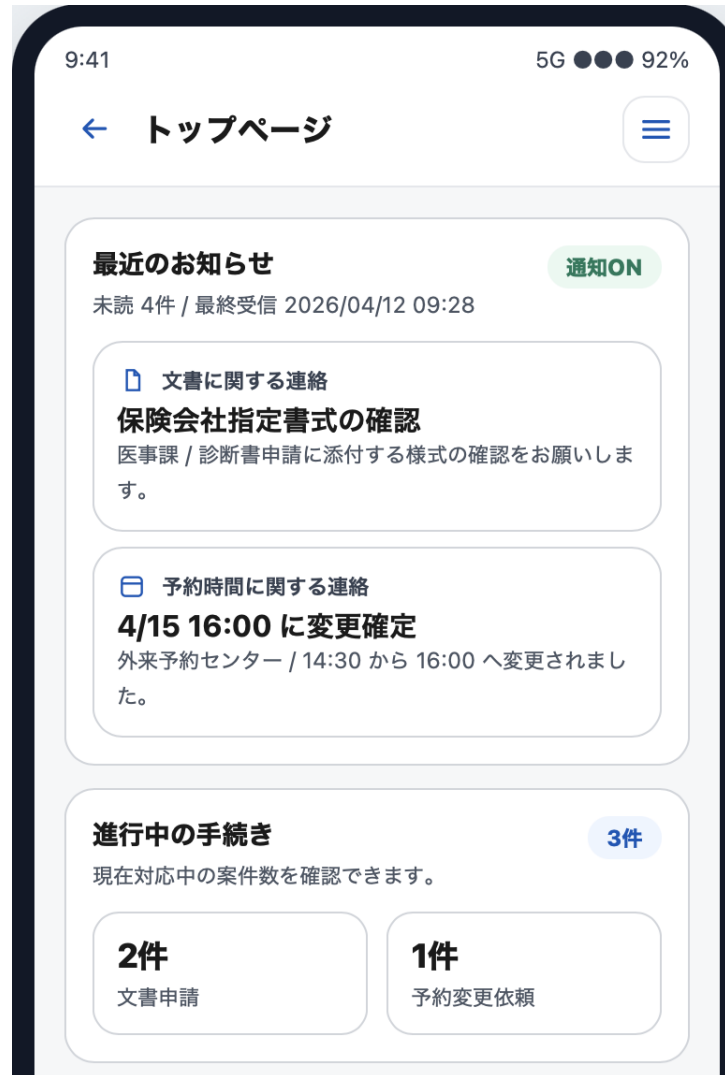 9:41
5G 92%
トップページ
最近のお知らせ
通知ON
未読 4件 / 最終受信 2026/04/12 09:28
文書に関する連絡
保険会社指定書式の確認
医事課 / 診断書申請に添付する様式の確認をお願いしま
す。
予約時間に関する連絡
4/15 16:00 に変更確定
外来予約センター / 14:30 から 16:00 へ変更されまし
た。
進行中の手続き
3件
現在対応中の案件数を確認できます。
2件
文書申請
1件
予約変更依頼